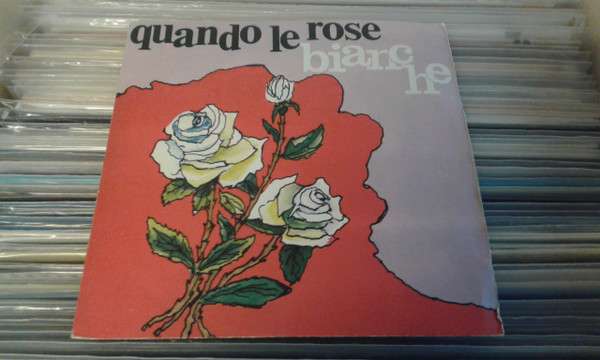 quando le rose
bianche